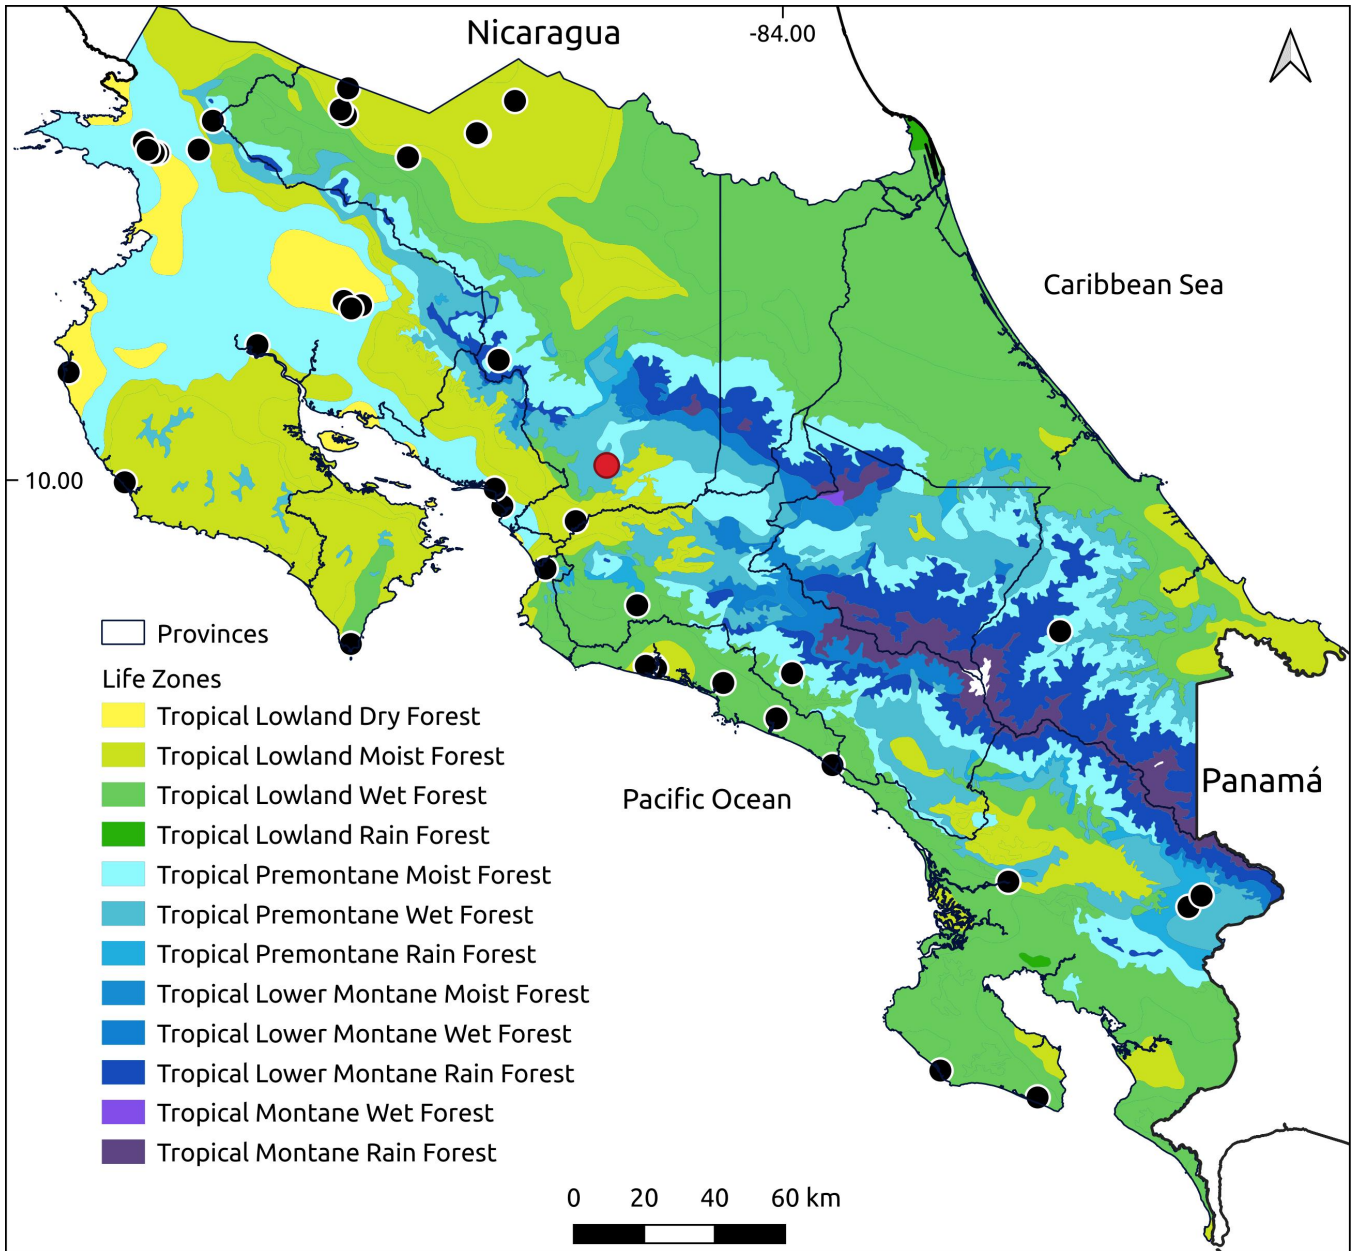 Nicaragua
-84.00
Caribbean Sea
10.00
Provinces
Life Zones
Tropical Lowland Dry Forest
Tropical Lowland Moist Forest
Tropical Lowland Wet Forest
Tropical Lowland Rain Forest
Tropical Premontane Moist Forest
Tropical Premontane Wet Forest
Tropical Premontane Rain Forest
Tropical Lower Montane Moist Forest
Tropical Lower Montane Wet Forest
Tropical Lower Montane Rain Forest
Tropical Montane Wet Forest
Tropical Montane Rain Forest
Pacific Ocean
Panamá
0 20 40 60 km